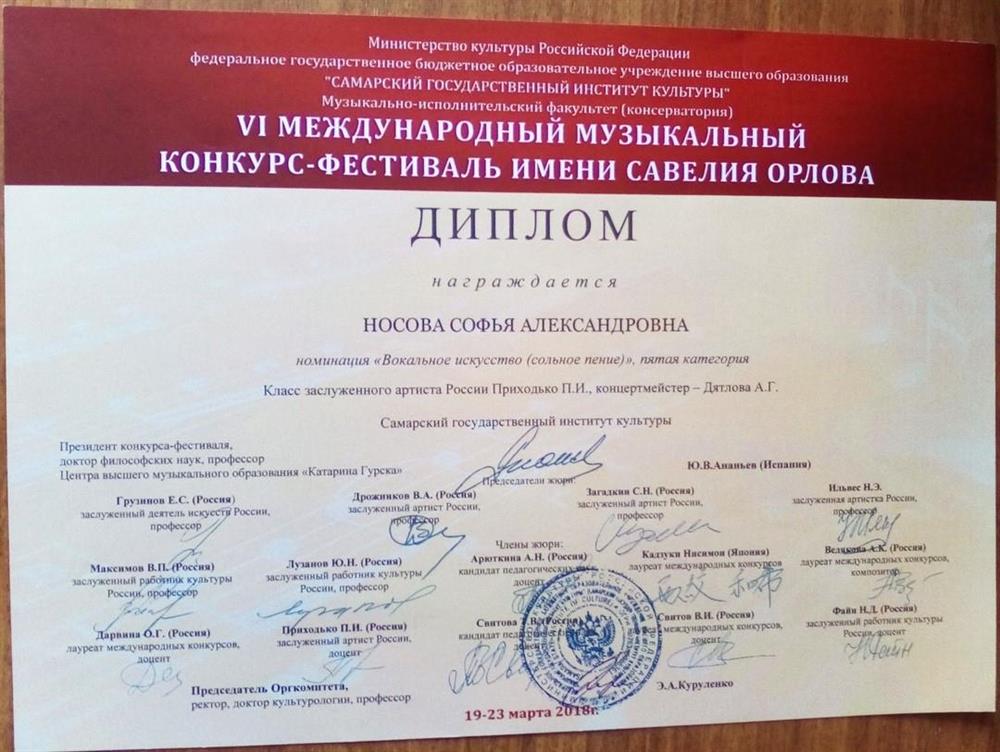 Министерство культуры Российской Федерации
федеральное государственное бюджетное образовательное учреждение высшего образования
"САМАРСКИЙ ГОСУДАРСТВЕННЫЙ ИНСТИТУТ КУЛЬТУРЫ"
Музыкально-исполнительский факультет (консерватория)
VI МЕЖДУНАРОДНЫЙ МУЗЫКАЛЬНЫЙ
КОНКУРС-ФЕСТИВАЛЬ ИМЕНИ САВЕЛИЯ ОРЛОВА
ДИПЛОМ
награждается
НОСОВА СОФЬЯ АЛЕКСАНДРОВНА
номинация «Вокальное искусство (сольное пение)», пятая категория
Класс заслуженного артиста России Приходько П.И., концертмейстер – Дятлова А.Г.
Самарский государственный институт культуры
Президент конкурса-фестиваля,
доктор философских наук, профессор
Центра высшего музыкального образования «Катарина Гурска»
Ю.В.Ананьев (Испания)
Председатели жюри:
Грузинов Е.С. (Россия)
заслуженный деятель искусств России,
профессор
Дрожников В.А. (Россия)
заслуженный артист России,
профессор
Загадкин С.Н. (Россия)
заслуженный артист России,
профессор
Ильвес Н.Э.
заслуженная артистка России,
профессор
Члены жюри:
Максимов В.П. (Россия)
заслуженный работник культуры
России, профессор
Лузанов Ю.Н. (Россия)
заслуженный работник культуры
России, профессор
Арюткина А.Н. (Россия)
кандидат педагогических наук,
доцент
Кадзуки Насимон (Япония)
лауреат международных конкурсов
Великова А.К. (Россия)
лауреат международных конкурсов,
композитор
Дарвина О.Г. (Россия)
лауреат международных конкурсов,
доцент
Приходько П.И. (Россия)
заслуженный артист России,
доцент
Свитова
кандидат
доцент
Свитов В.И. (Россия)
международных конкурсов,
доцент
Файн Н.Д. (Россия)
заслуженный работник культуры
России, доцент
Председатель Оргкомитета,
ректор, доктор культурологии, профессор
Э.А.Куруленко
19-23 марта 2018г.